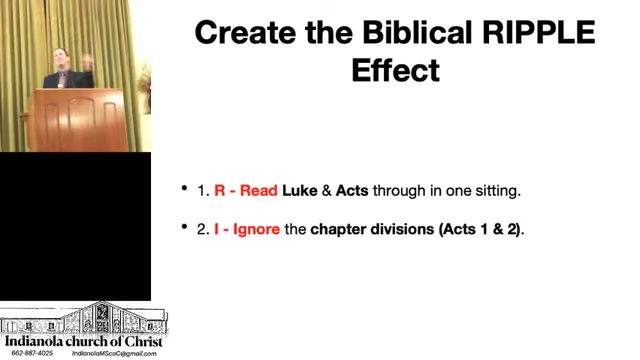 Create the Biblical RIPPLE
Effect
• 1. R - Read Luke & Acts through in one sitting.
• 2. I - Ignore the chapter divisions (Acts 1 & 2).
Indianola church of Christ
662-887-4025 IndianolaMScoC@gmail.com